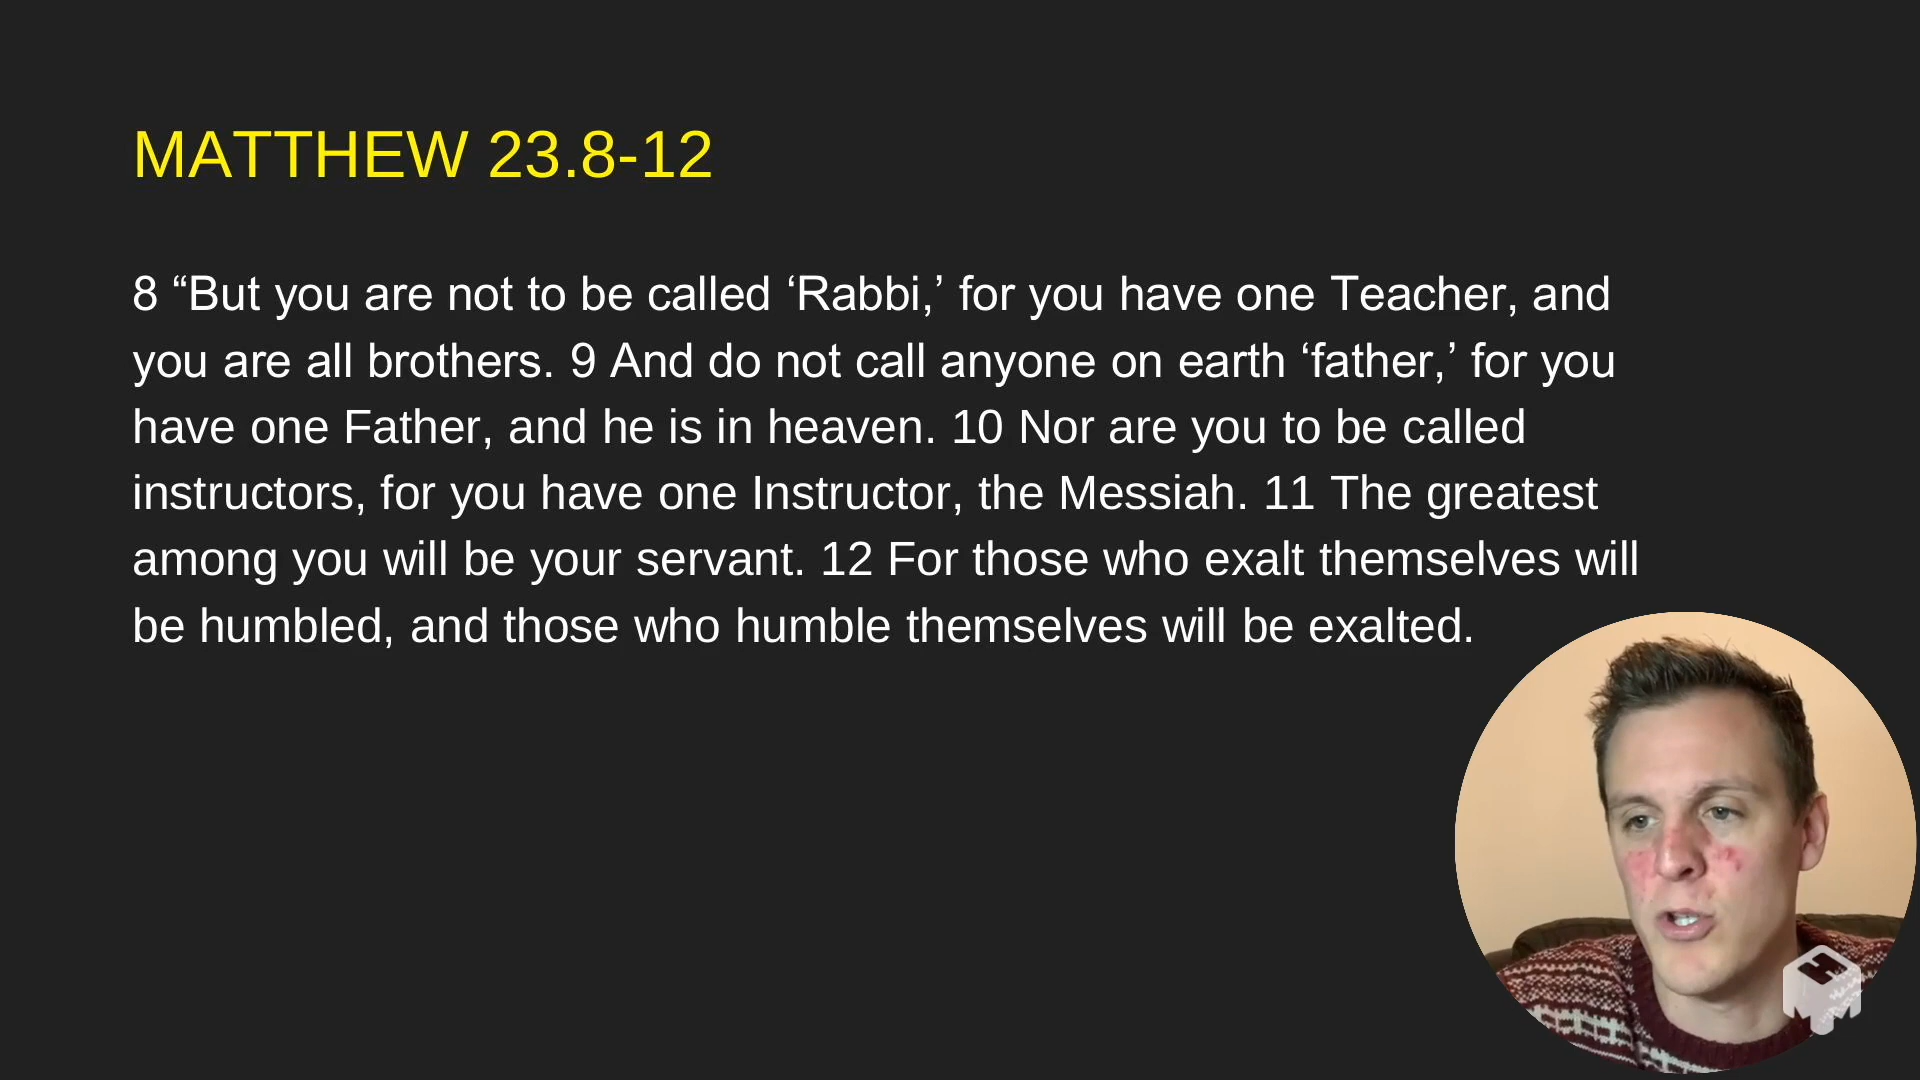 MATTHEW 23.8-12
8 “But you are not to be called ‘Rabbi,’ for you have one Teacher, and
you are all brothers. 9 And do not call anyone on earth ‘father,’ for you
have one Father, and he is in heaven. 10 Nor are you to be called
instructors, for you have one Instructor, the Messiah. 11 The greatest
among you will be your servant. 12 For those who exalt themselves will
be humbled, and those who humble themselves will be exalted.